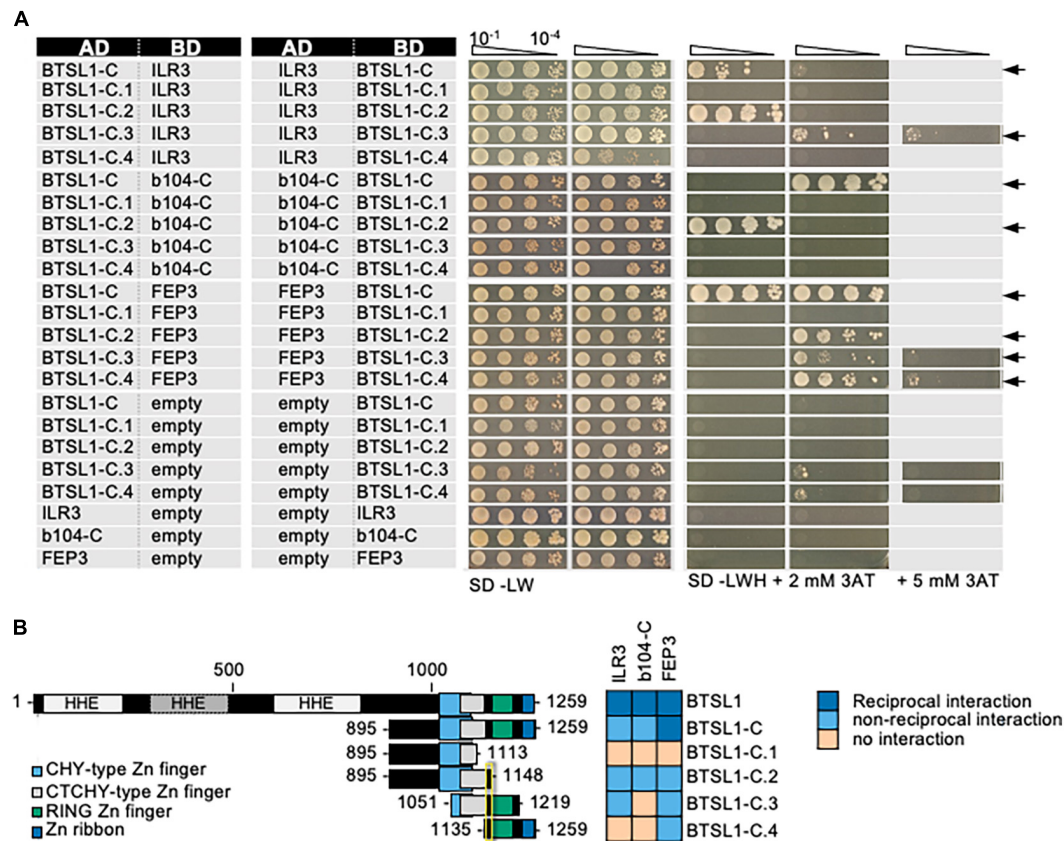 A
AD BD AD BD 10-1 10-4
BTSL1-C ILR3 ILR3 BTSL1-C
BTSL1-C.1 ILR3 ILR3 BTSL1-C.1
BTSL1-C.2 ILR3 ILR3 BTSL1-C.2
BTSL1-C.3 ILR3 ILR3 BTSL1-C.3
BTSL1-C.4 ILR3 ILR3 BTSL1-C.4
BTSL1-C b104-C b104-C BTSL1-C
BTSL1-C.1 b104-C b104-C BTSL1-C.1
BTSL1-C.2 b104-C b104-C BTSL1-C.2
BTSL1-C.3 b104-C b104-C BTSL1-C.3
BTSL1-C.4 b104-C b104-C BTSL1-C.4
BTSL1-C FEP3 FEP3 BTSL1-C
BTSL1-C.1 FEP3 FEP3 BTSL1-C.1
BTSL1-C.2 FEP3 FEP3 BTSL1-C.2
BTSL1-C.3 FEP3 FEP3 BTSL1-C.3
BTSL1-C.4 FEP3 FEP3 BTSL1-C.4
BTSL1-C empty empty BTSL1-C
BTSL1-C.1 empty empty BTSL1-C.1
BTSL1-C.2 empty empty BTSL1-C.2
BTSL1-C.3 empty empty BTSL1-C.3
BTSL1-C.4 empty empty BTSL1-C.4
ILR3 empty empty ILR3
b104-C empty empty b104-C
FEP3 empty empty FEP3
SD -LW SD -LWH + 2 mM 3AT + 5 mM 3AT
B
500 1000
1 HHE HHE HHE 1259
895 1259
895 1113
895 1148
1051 1219
1135 1259
CHY-type Zn finger
CTCHY-type Zn finger
RING Zn finger
Zn ribbon
ILR3 b104-C FEP3
BTSL1
BTSL1-C
BTSL1-C.1
BTSL1-C.2
BTSL1-C.3
BTSL1-C.4
Reciprocal interaction
non-reciprocal interaction
no interaction